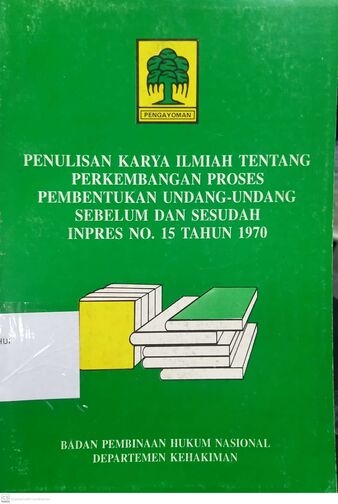 PENGAYOMAN
PENULISAN KARYA ILMIAH TENTANG
PERKEMBANGAN PROSES
PEMBENTUKAN UNDANG-UNDANG
SEBELUM DAN SESUDAH
INPRES NO. 15 TAHUN 1970
BADAN PEMBINAAN HUKUM NASIONAL
DEPARTEMEN KEHAKIMAN